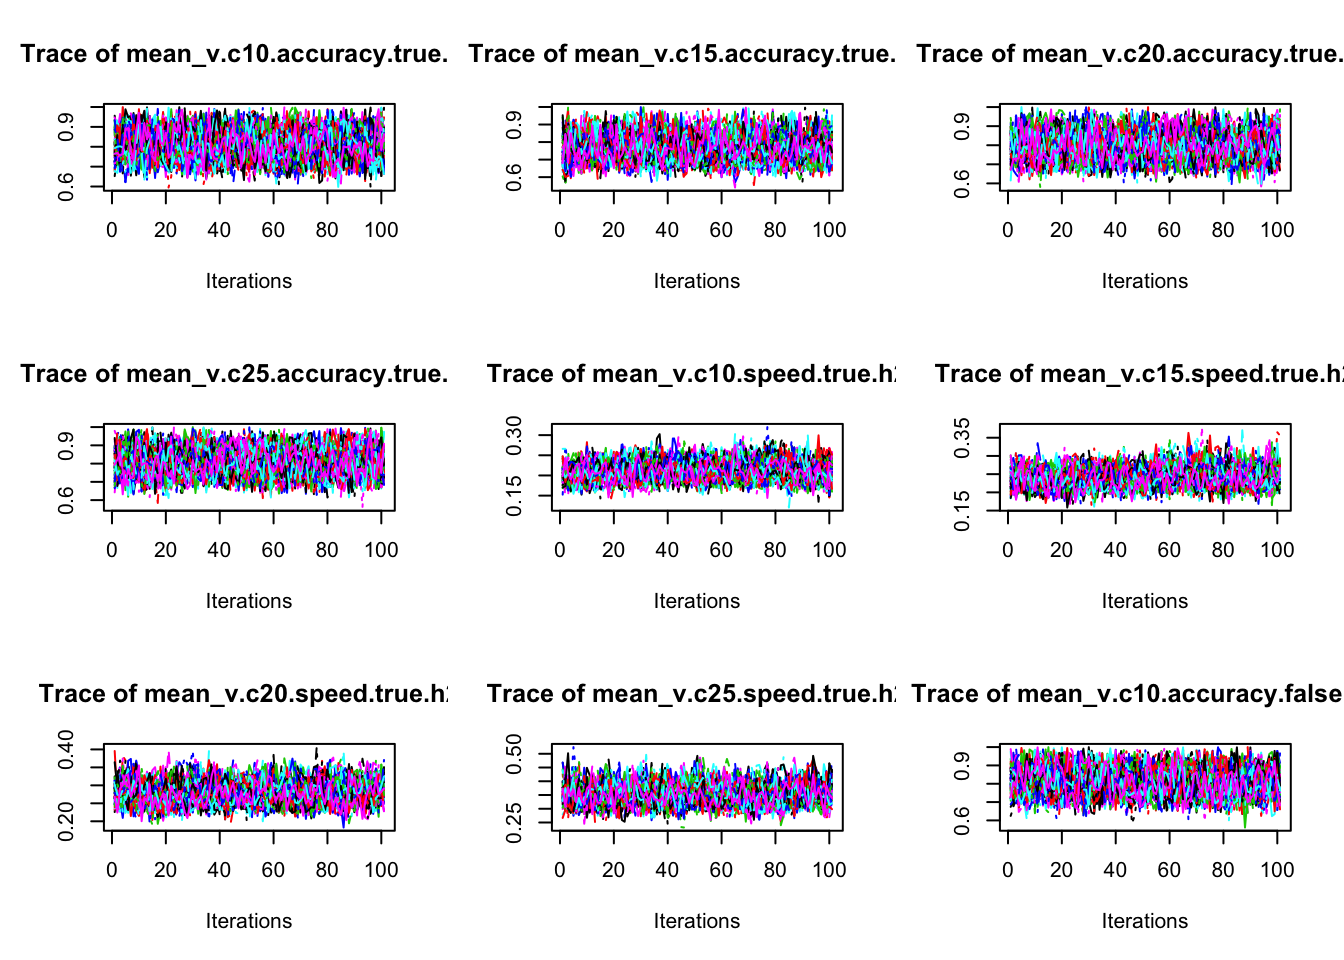 Trace of mean_v.c10.accuracy.true.
0.9
0.6
0 20 40 60 80 100
Iterations
Trace of mean_v.c15.accuracy.true.
0.9
0.6
0 20 40 60 80 100
Iterations
Trace of mean_v.c20.accuracy.true.
0.9
0.6
0 20 40 60 80 100
Iterations
Trace of mean_v.c25.accuracy.true.
0.9
0.6
0 20 40 60 80 100
Iterations
Trace of mean_v.c10.speed.true.h2
0.30
0.15
0 20 40 60 80 100
Iterations
Trace of mean_v.c15.speed.true.h2
0.35
0.15
0 20 40 60 80 100
Iterations
Trace of mean_v.c20.speed.true.h2
0.40
0.20
0 20 40 60 80 100
Iterations
Trace of mean_v.c25.speed.true.h2
0.50
0.25
0 20 40 60 80 100
Iterations
Trace of mean_v.c10.accuracy.false
0.9
0.6
0 20 40 60 80 100
Iterations